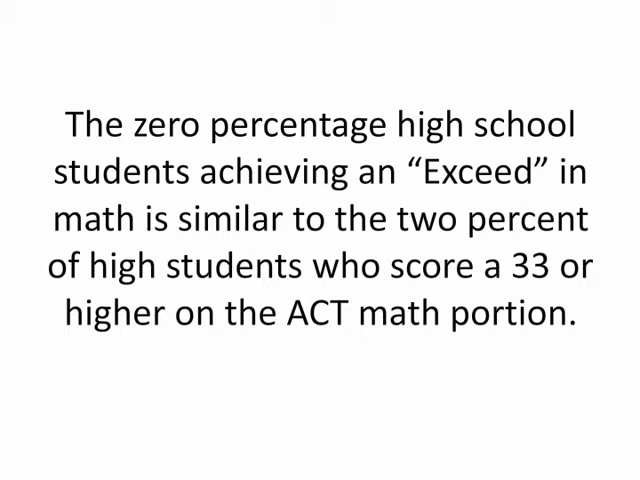 The zero percentage high school
students achieving an “Exceed” in
math is similar to the two percent
of high students who score a 33 or
higher on the ACT math portion.